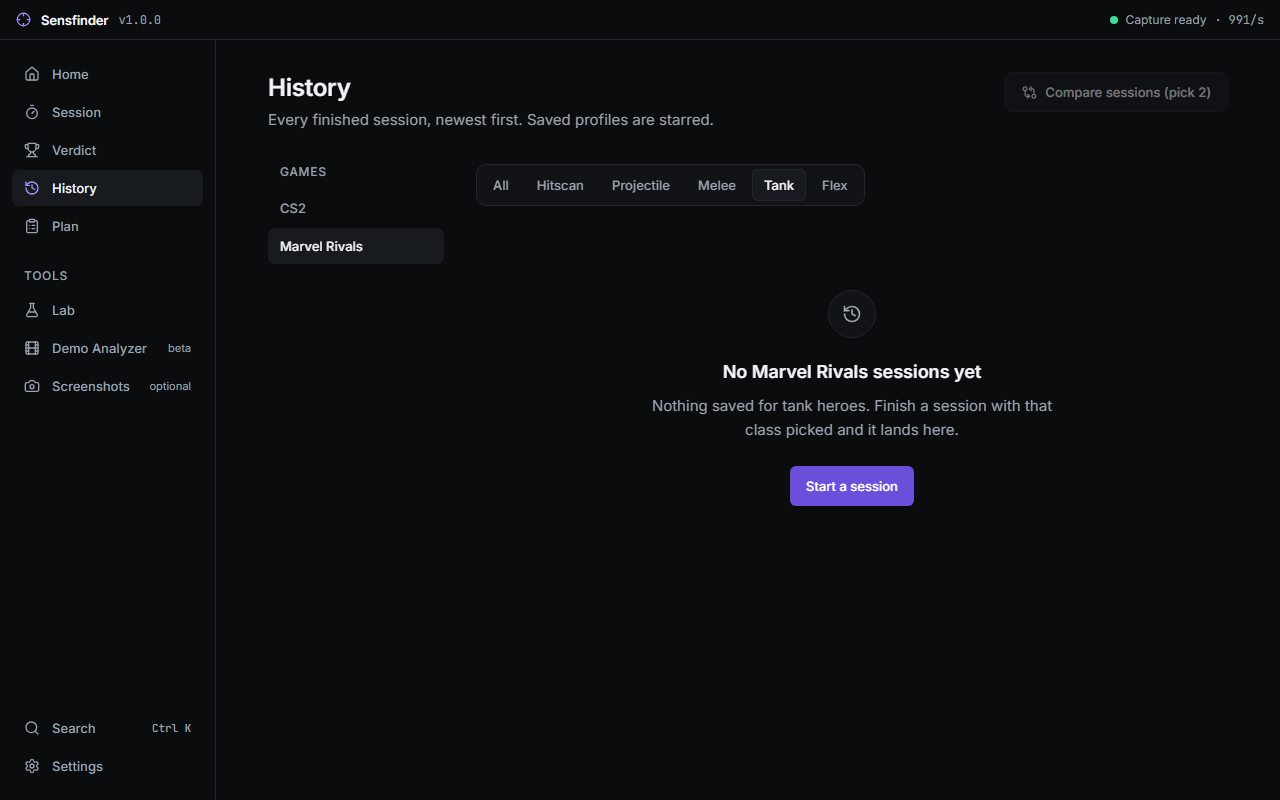 Sensfinder v1.0.0
Capture ready · 991/s
Home
Session
Verdict
History
Plan
TOOLS
Lab
Demo Analyzer beta
Screenshots optional
Search Ctrl K
Settings
History
Every finished session, newest first. Saved profiles are starred.
Compare sessions (pick 2)
GAMES
CS2
Marvel Rivals
All Hitscan Projectile Melee Tank Flex
No Marvel Rivals sessions yet
Nothing saved for tank heroes. Finish a session with that
class picked and it lands here.
Start a session